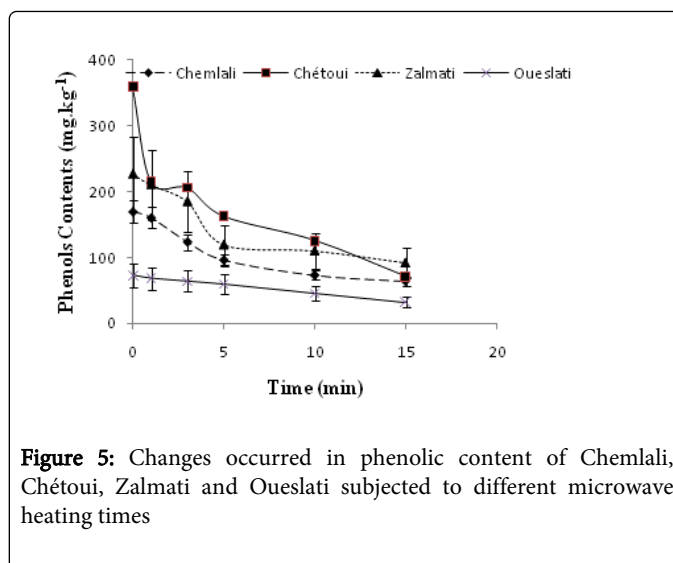 Phenols Contents (mg.kg-1)
400
300
200
100
0
Chemlali Chétoui Zalmati Oueslati
0 5 10 15 20
Time (min)
Figure 5: Changes occurred in phenolic content of Chemlali,
Chétoui, Zalmati and Oueslati subjected to different microwave
heating times